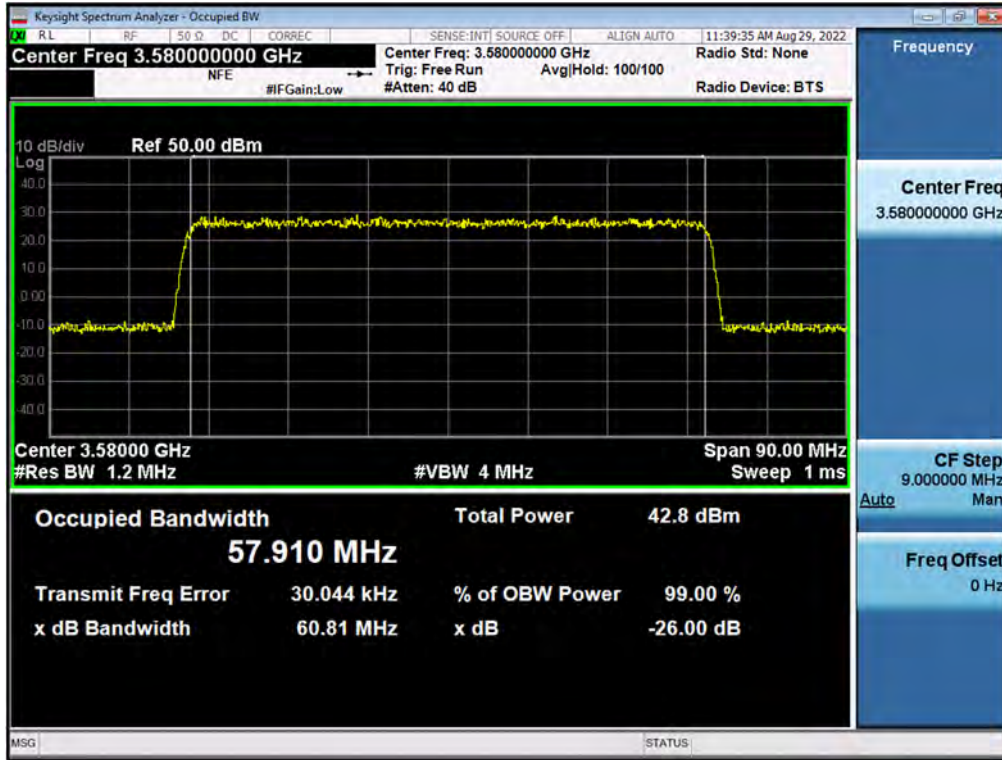 Keysight Spectrum Analyzer - Occupied BW
RL RF 50 Ω DC CORREC SENSE:INT SOURCE OFF ALIGN AUTO 11:39:35 AM Aug 29, 2022
Center Freq 3.580000000 GHz
NFE
#IFGain:Low
Center Freq: 3.580000000 GHz
Trig: Free Run Avg|Hold: 100/100
#Atten: 40 dB
Radio Std: None
Radio Device: BTS
10 dB/div Ref 50.00 dBm
Log
40.0
30.0
20.0
10.0
0.00
-10.0
-20.0
-30.0
-40.0
Center 3.58000 GHz Span 90.00 MHz
#Res BW 1.2 MHz #VBW 4 MHz Sweep 1 ms
Occupied Bandwidth Total Power 42.8 dBm
57.910 MHz
Transmit Freq Error 30.044 kHz % of OBW Power 99.00 %
x dB Bandwidth 60.81 MHz x dB -26.00 dB
MSG STATUS
Frequency
Center Freq
3.580000000 GHz
CF Step
9.000000 MHz
Auto Man
Freq Offset
0 Hz